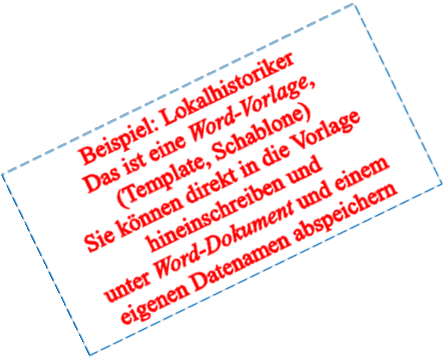 Beispiel: Lokalhistoriker
Das ist eine Word-Vorlage,
(Template, Schablone)
Sie können direkt in die Vorlage
hineinschreiben und
unter Word-Dokument und einem
eigenen Datenamen abspeichern